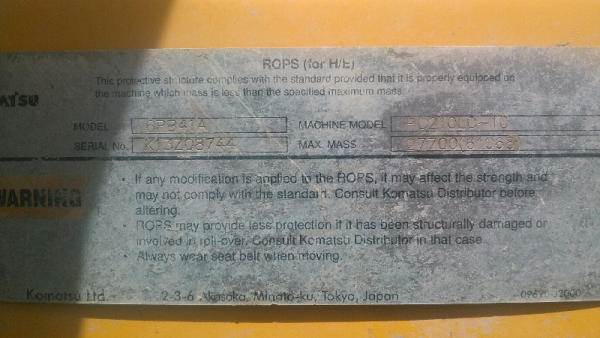 ROPS (for H/E)
This protective structure complies with the standard provided that it is properly equipped on
the machine which mass is less than the specified maximum mass.
MODEL MACHINE MODEL PC210LC-10
SERIAL No. K13Z08744 MAX. MASS
WARNING
• If any modification is applied to the ROPS, it may affect the strength and
may not comply with the standard. Consult Komatsu Distributor before
altering.
• ROPS may provide less protection if it has been structurally damaged or
involved in roll-over. Consult Komatsu Distributor in that case.
• Always wear seat belt when moving.
Komatsu Ltd. 2-3-6 Akasaka, Minato-ku, Tokyo, Japan